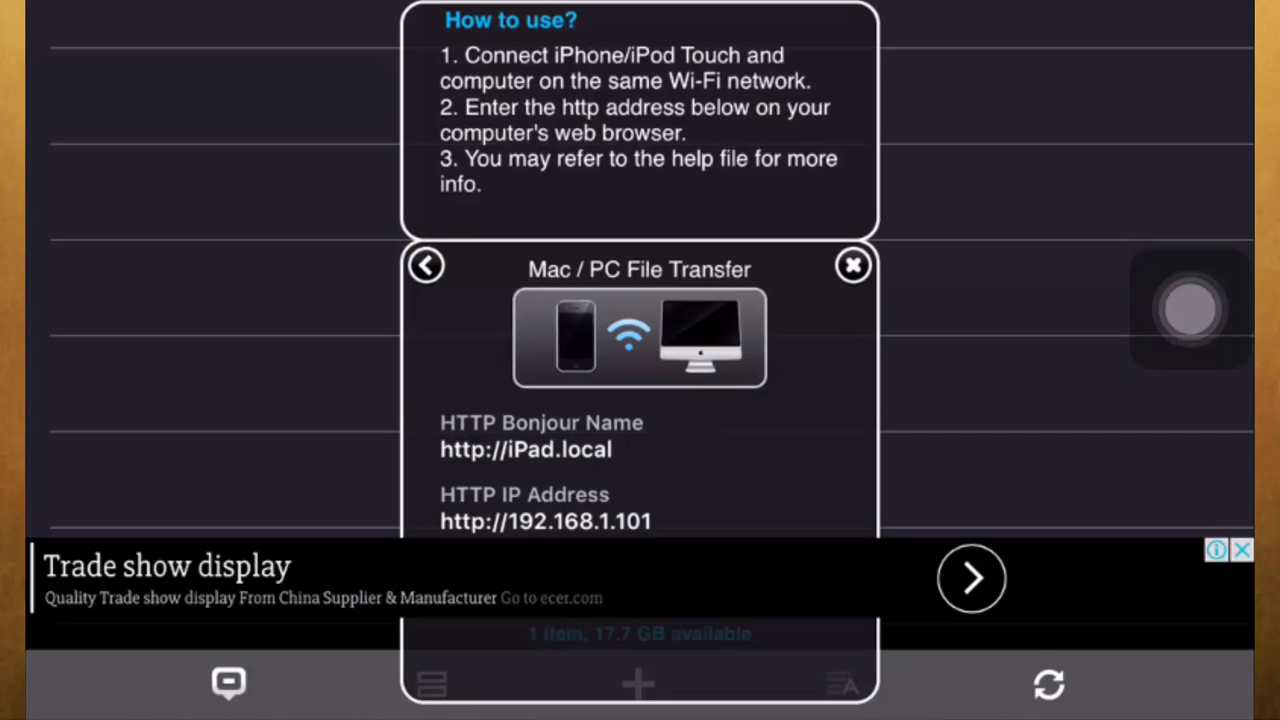 How to use?
1. Connect iPhone/iPod Touch and
computer on the same Wi-Fi network.
2. Enter the http address below on your
computer's web browser.
3. You may refer to the help file for more
info.
Mac / PC File Transfer
HTTP Bonjour Name
http://iPad.local
HTTP IP Address
http://192.168.1.101
Trade show display
Quality Trade show display From China Supplier & Manufacturer Go to ecer.com
1 item, 17.7 GB available